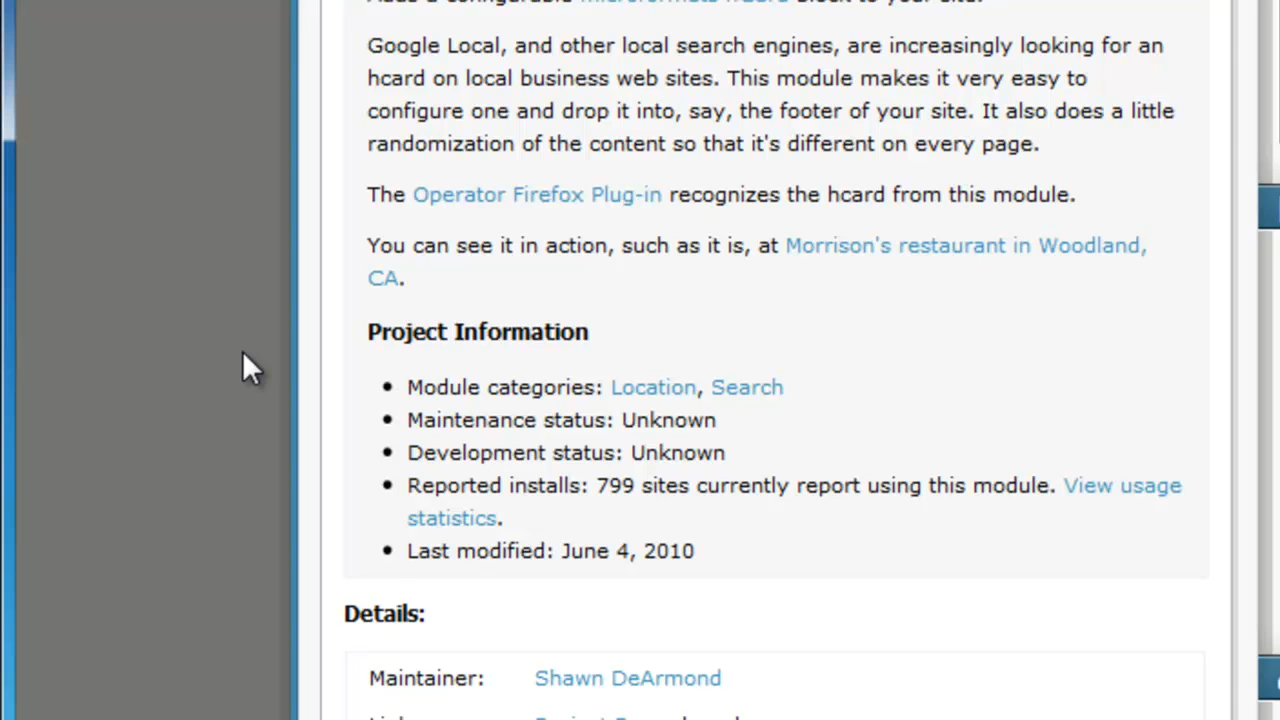 Google Local, and other local search engines, are increasingly looking for an
hcard on local business web sites. This module makes it very easy to
configure one and drop it into, say, the footer of your site. It also does a little
randomization of the content so that it's different on every page.
The Operator Firefox Plug-in recognizes the hcard from this module.
You can see it in action, such as it is, at Morrison's restaurant in Woodland,
CA.
Project Information
• Module categories: Location, Search
• Maintenance status: Unknown
• Development status: Unknown
• Reported installs: 799 sites currently report using this module. View usage
statistics.
• Last modified: June 4, 2010
Details:
Maintainer: Shawn DeArmond